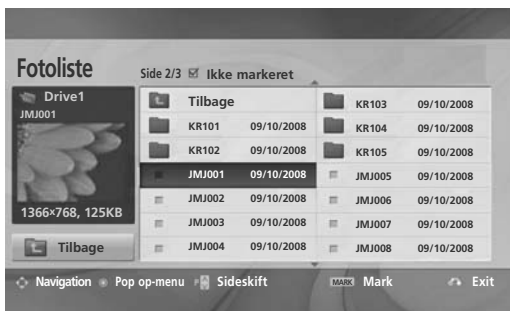 Fotoliste
Side 2/3 Ikke markeret
Drive1
JMJ001
1366×768, 125KB
Tilbage
Tilbage
KR101 09/10/2008
KR102 09/10/2008
JMJ001 09/10/2008
JMJ002 09/10/2008
JMJ003 09/10/2008
JMJ004 09/10/2008
KR103 09/10/2008
KR104 09/10/2008
KR105 09/10/2008
JMJ005 09/10/2008
JMJ006 09/10/2008
JMJ007 09/10/2008
JMJ008 09/10/2008
Navigation Pop op-menu P Sideskift MARK Mark Exit